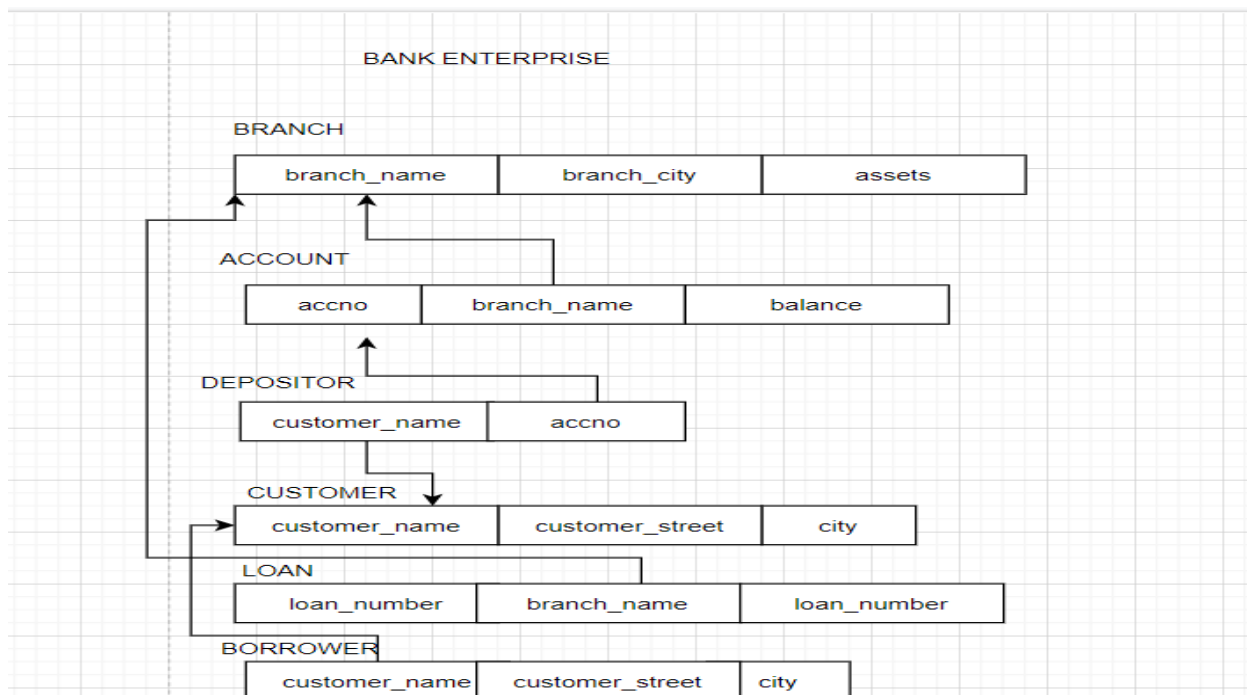 BANK ENTERPRISE
BRANCH
branch_name branch_city assets
ACCOUNT
accno branch_name balance
DEPOSITOR
customer_name accno
CUSTOMER
customer_name customer_street city
LOAN
loan_number branch_name loan_number
BORROWER
customer_name customer_street city